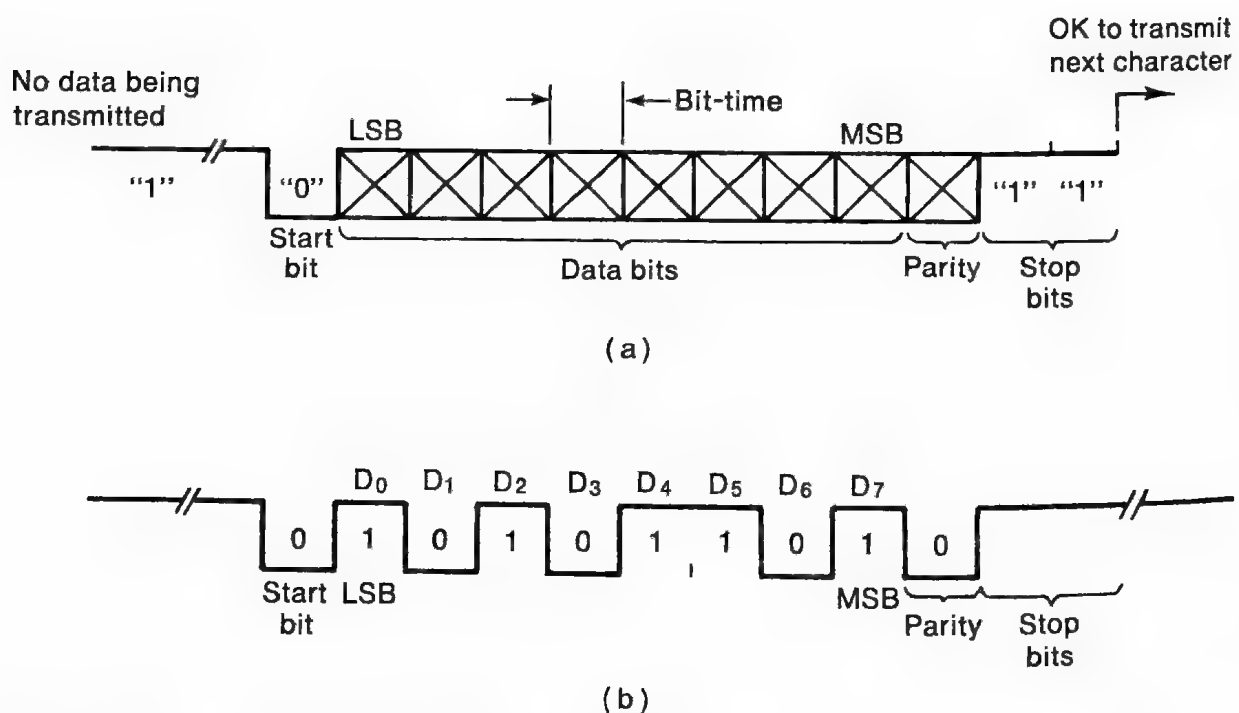 OK to transmit
next character
No data being
transmitted
Bit-time
LSB
MSB
“1”
“0”
“1”
“1”
Start
bit
Data bits
Parity
Stop
bits
(a)
D0 D1 D2 D3 D4 D5 D6 D7
0 1 0 1 0 1 1 0 1 0
Start
bit
LSB
MSB
Parity
Stop
bits
(b)